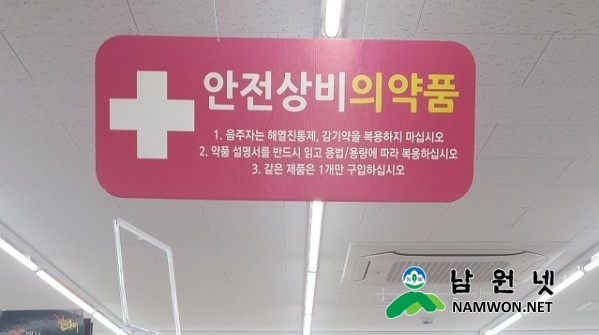 안전상비의약품
1. 음주자는 해열진통제, 감기약을 복용하지 마십시오
2. 약품 설명서를 반드시 읽고 용법/용량에 따라 복용하십시오
3. 같은 제품은 1개만 구입하십시오
남원넷
NAMWON.NET